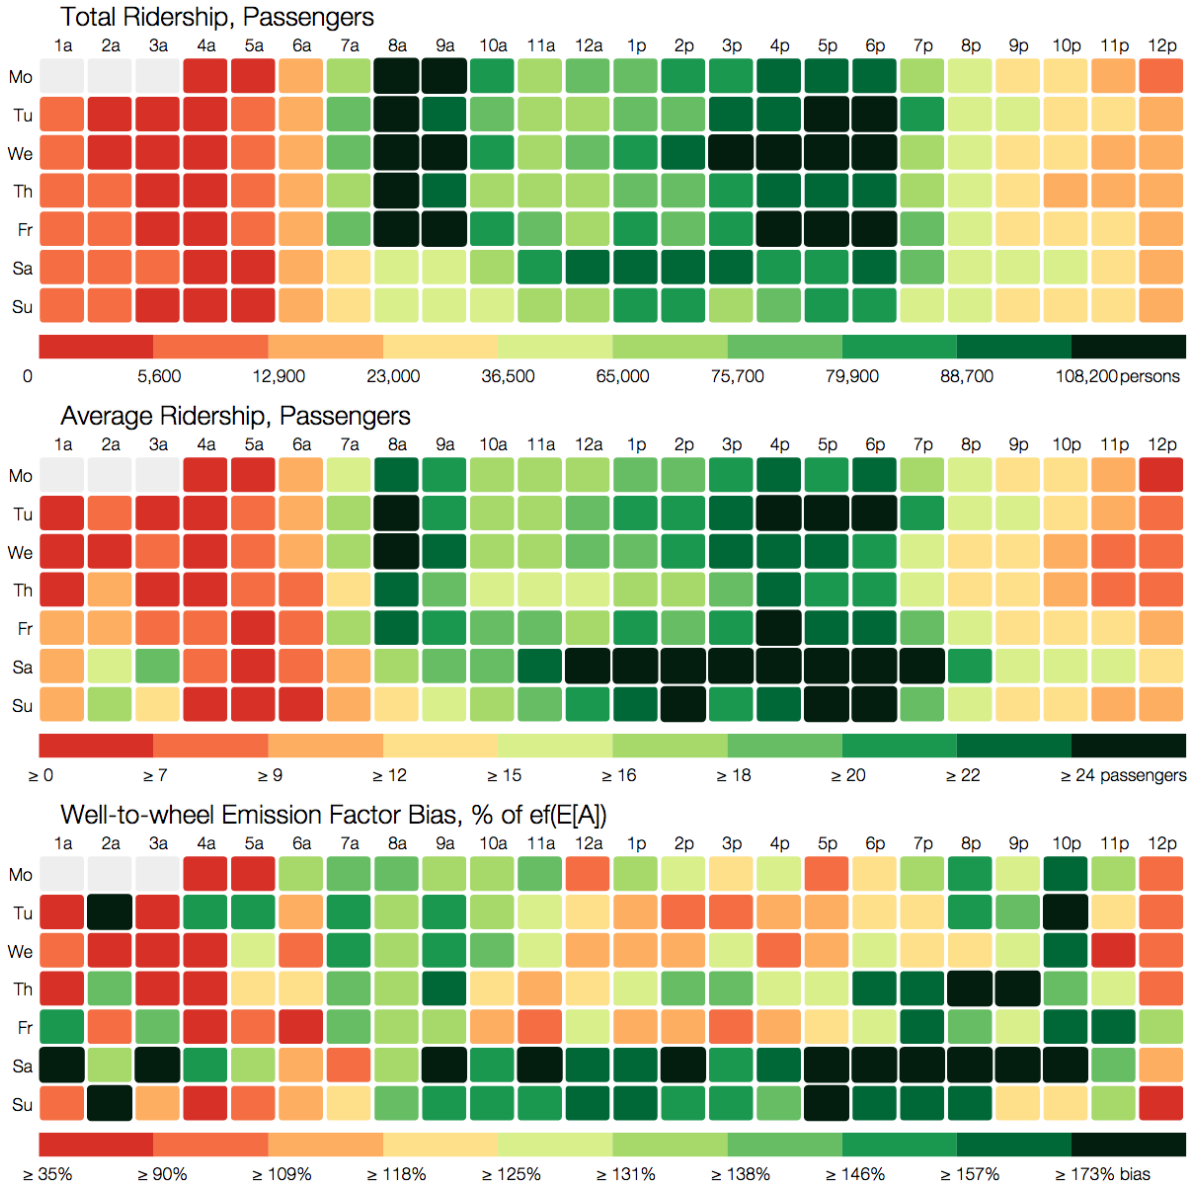 Total Ridership, Passengers
1a 2a 3a 4a 5a 6a 7a 8a 9a 10a 11a 12a 1p 2p 3p 4p 5p 6p 7p 8p 9p 10p 11p 12p
Mo
Tu
We
Th
Fr
Sa
Su
0 5,600 12,900 23,000 36,500 65,000 75,700 79,900 88,700 108,200 persons
Average Ridership, Passengers
1a 2a 3a 4a 5a 6a 7a 8a 9a 10a 11a 12a 1p 2p 3p 4p 5p 6p 7p 8p 9p 10p 11p 12p
Mo
Tu
We
Th
Fr
Sa
Su
≥ 0 ≥ 7 ≥ 9 ≥ 12 ≥ 15 ≥ 16 ≥ 18 ≥ 20 ≥ 22 ≥ 24 passengers
Well-to-wheel Emission Factor Bias, % of ef(E[A])
1a 2a 3a 4a 5a 6a 7a 8a 9a 10a 11a 12a 1p 2p 3p 4p 5p 6p 7p 8p 9p 10p 11p 12p
Mo
Tu
We
Th
Fr
Sa
Su
≥ 35% ≥ 90% ≥ 109% ≥ 118% ≥ 125% ≥ 131% ≥ 138% ≥ 146% ≥ 157% ≥ 173% bias